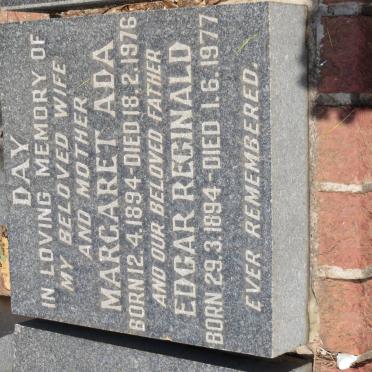 DAY
IN LOVING MEMORY OF
MY BELOVED WIFE
AND MOTHER
MARGARET ADA
BORN 12.4.1894-DIED 18.2.1976
AND OUR BELOVED FATHER
EDGAR REGINALD
BORN 29.3.1894-DIED 1.6.1977
EVER REMEMBERED.